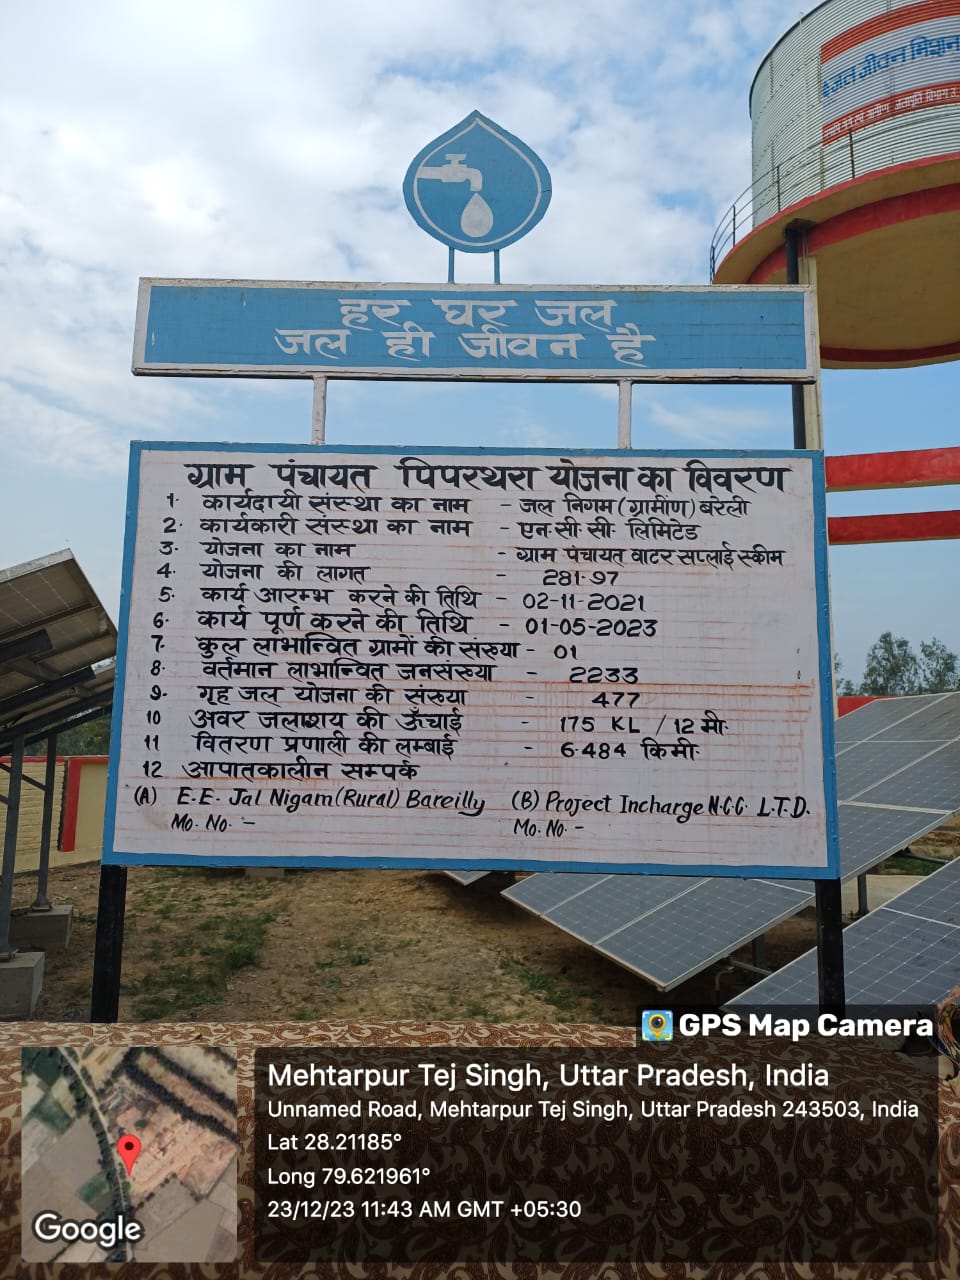 जल जीवन मिशन
हर घर जल
जल ही जीवन है
ग्राम पंचायत पिपरथरा योजना का विवरण
1. कार्यदायी संस्था का नाम - जल निगम (ग्रामीण) बरेली
2. कार्यकारी संस्था का नाम - एन.सी.सी. लिमिटेड
3. योजना का नाम - ग्राम पंचायत वाटर सप्लाई स्कीम
4. योजना की लागत - 281.97
5. कार्य आरम्भ करने की तिथि - 02-11-2021
6. कार्य पूर्ण करने की तिथि - 01-05-2023
7. कुल लाभान्वित ग्रामों की संख्या - 01
8. वर्तमान लाभान्वित जनसंख्या - 2233
9. गृह जल योजना की संख्या - 477
10 अवर जलाशय की ऊँचाई - 175 KL / 12 मी.
11 वितरण प्रणाली की लम्बाई - 6.484 किमी.
12 आपातकालीन सम्पर्क
(A) E.E. Jal Nigam (Rural) Bareilly (B) Project Incharge N.C.C. L.T.D.
Mo. No. - Mo. No. -
GPS Map Camera
Mehtarpur Tej Singh, Uttar Pradesh, India
Unnamed Road, Mehtarpur Tej Singh, Uttar Pradesh 243503, India
Lat 28.21185°
Long 79.621961°
23/12/23 11:43 AM GMT +05:30
Google